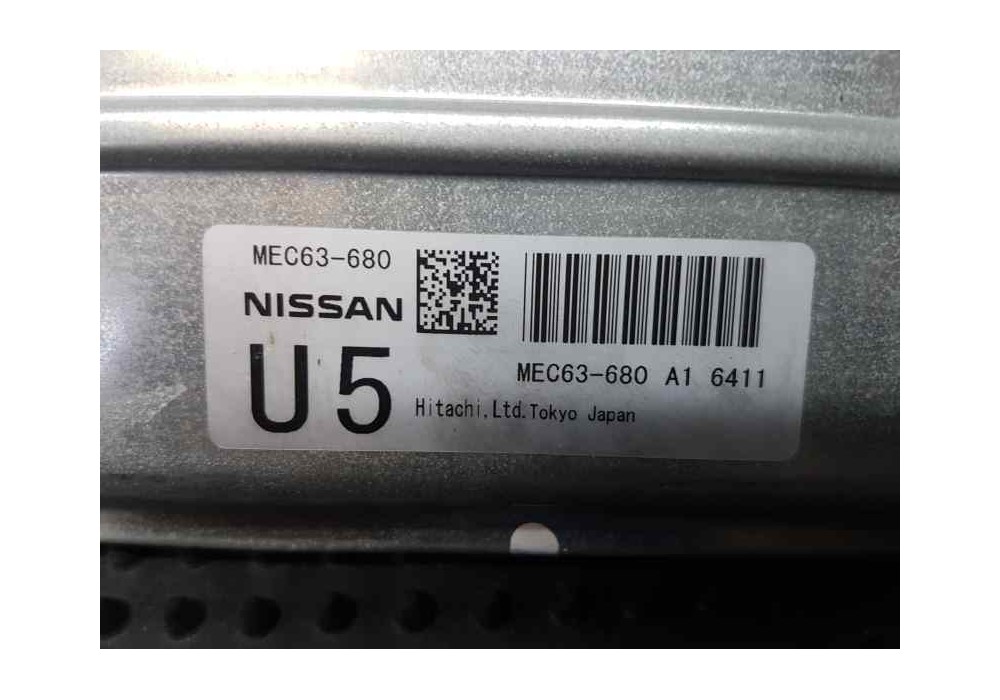 MEC63-680
NISSAN
U5
MEC63-680 A1 6411
Hitachi,Ltd.Tokyo Japan